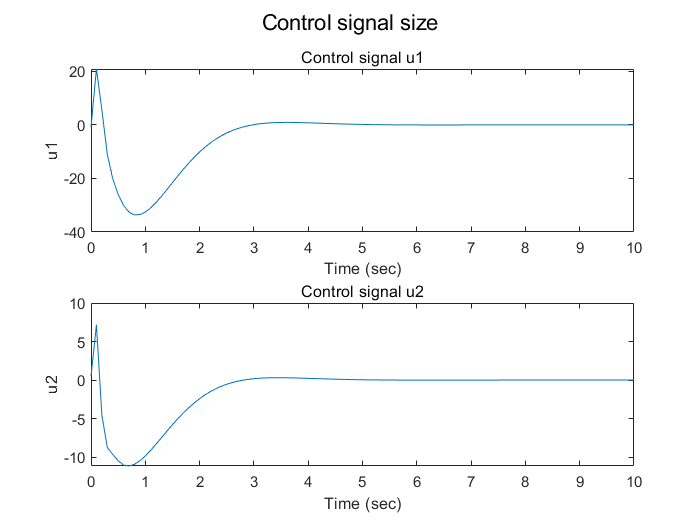 Control signal size
Control signal u1
20
0
-20
-40
u1
0 1 2 3 4 5 6 7 8 9 10
Time (sec)
Control signal u2
10
5
0
-5
-10
u2
0 1 2 3 4 5 6 7 8 9 10
Time (sec)